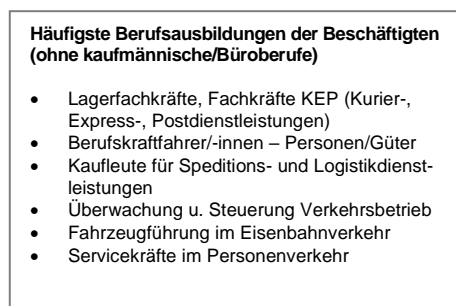 Häufigste Berufsausbildungen der Beschäftigten
(ohne kaufmännische/Büroberufe)
• Lagerfachkräfte, Fachkräfte KEP (Kurier-,
Express-, Postdienstleistungen)
• Berufskraftfahrer/-innen – Personen/Güter
• Kaufleute für Speditions- und Logistikdienst-
leistungen
• Überwachung u. Steuerung Verkehrsbetrieb
• Fahrzeugführung im Eisenbahnverkehr
• Servicekräfte im Personenverkehr